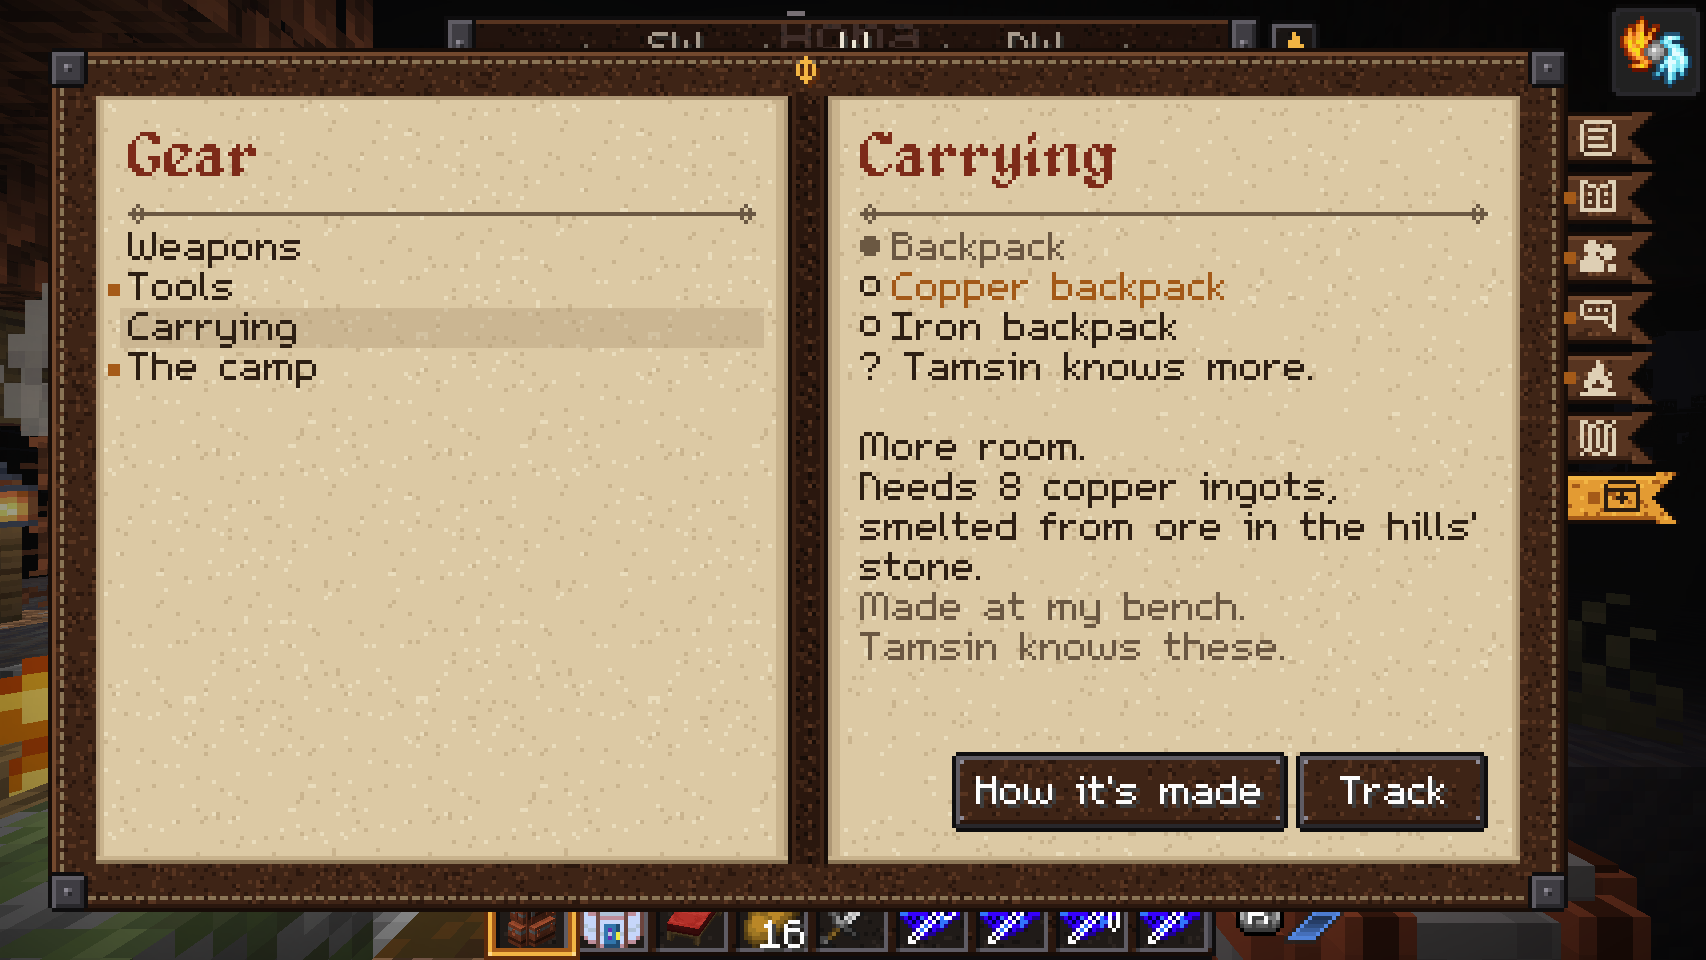 Gear
Weapons
Tools
Carrying
The camp
Carrying
Backpack
Copper backpack
Iron backpack
? Tamsin knows more.
More room.
Needs 8 copper ingots,
smelted from ore in the hills'
stone.
Made at my bench.
Tamsin knows these.
How it's made
Track
16